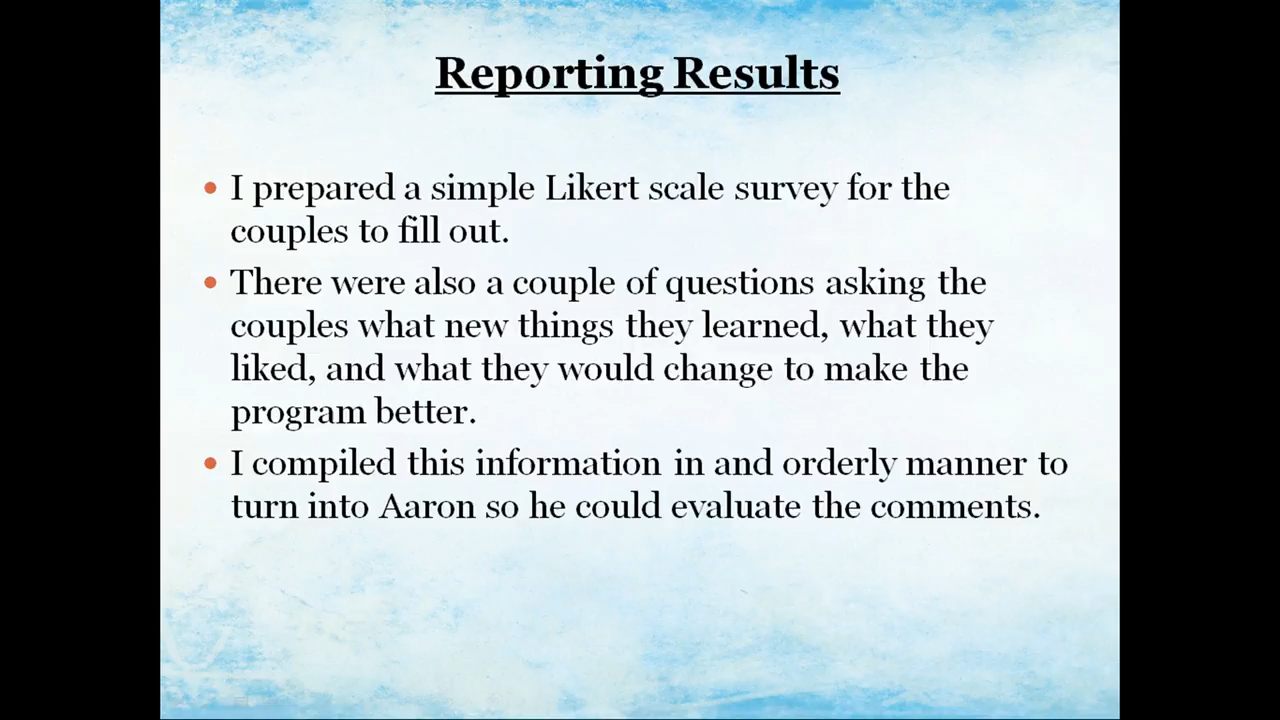 Reporting Results
• I prepared a simple Likert scale survey for the
couples to fill out.
• There were also a couple of questions asking the
couples what new things they learned, what they
liked, and what they would change to make the
program better.
• I compiled this information in and orderly manner to
turn into Aaron so he could evaluate the comments.